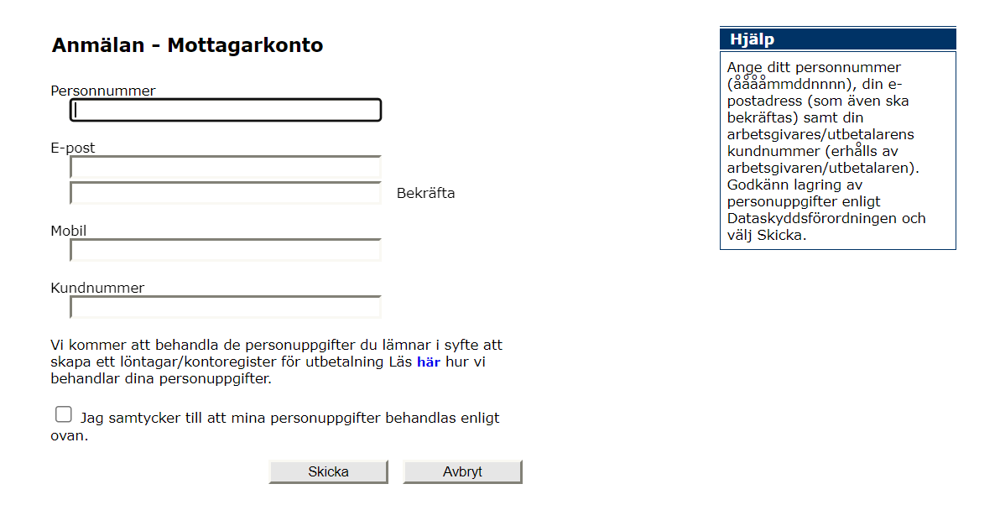 Anmälan - Mottagarkonto
Personnummer
E-post
Bekräfta
Mobil
Kundnummer
Vi kommer att behandla de personuppgifter du lämnar i syfte att
skapa ett löntagar/kontoregister för utbetalning Läs här hur vi
behandlar dina personuppgifter.
Jag samtycker till att mina personuppgifter behandlas enligt
ovan.
Skicka
Avbryt
Hjälp
Ange ditt personnummer
(ååååmmddnnnn), din e-
postadress (som även ska
bekräftas) samt din
arbetsgivares/utbetalarens
kundnummer (erhålls av
arbetsgivaren/utbetalaren).
Godkänn lagring av
personuppgifter enligt
Dataskyddsförordningen och
välj Skicka.